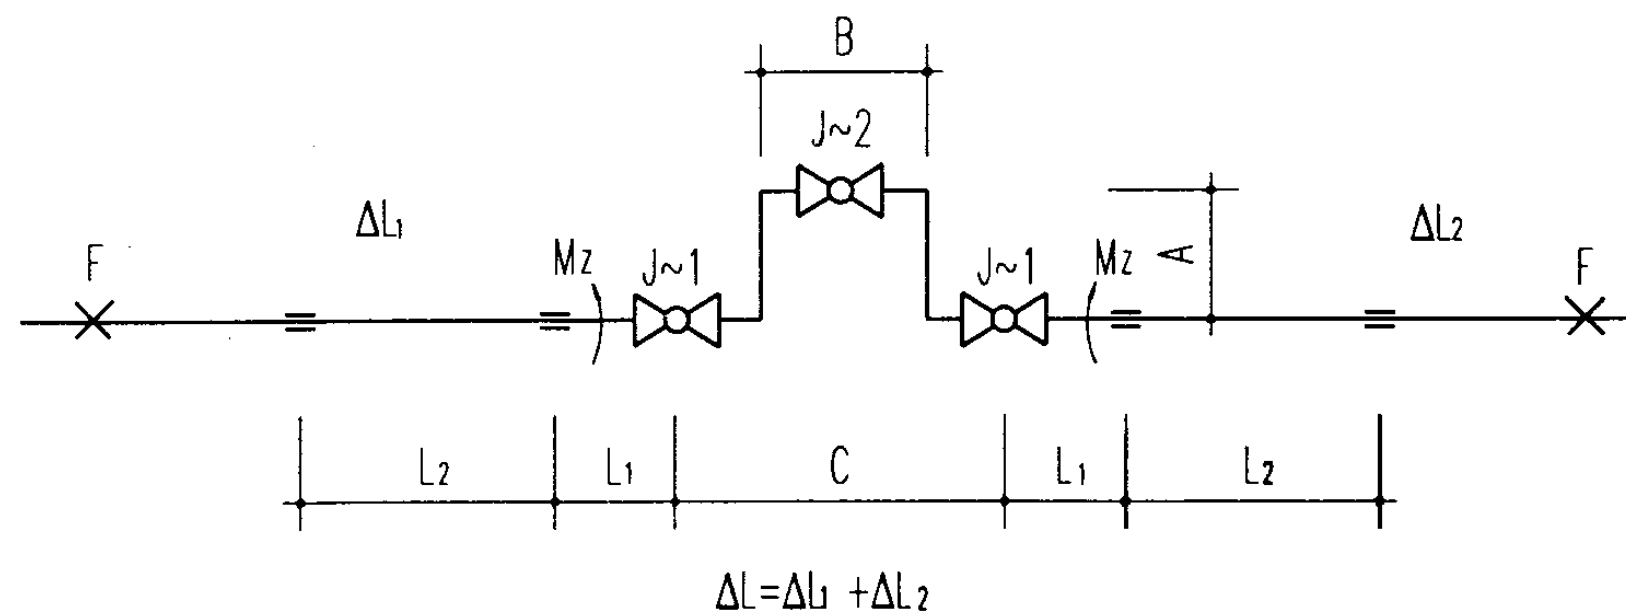 B
J~2
ΔL1 ΔL2
F Mz J~1 J~1 Mz A F
L2 L1 C L1 L2
ΔL=ΔL1 +ΔL2